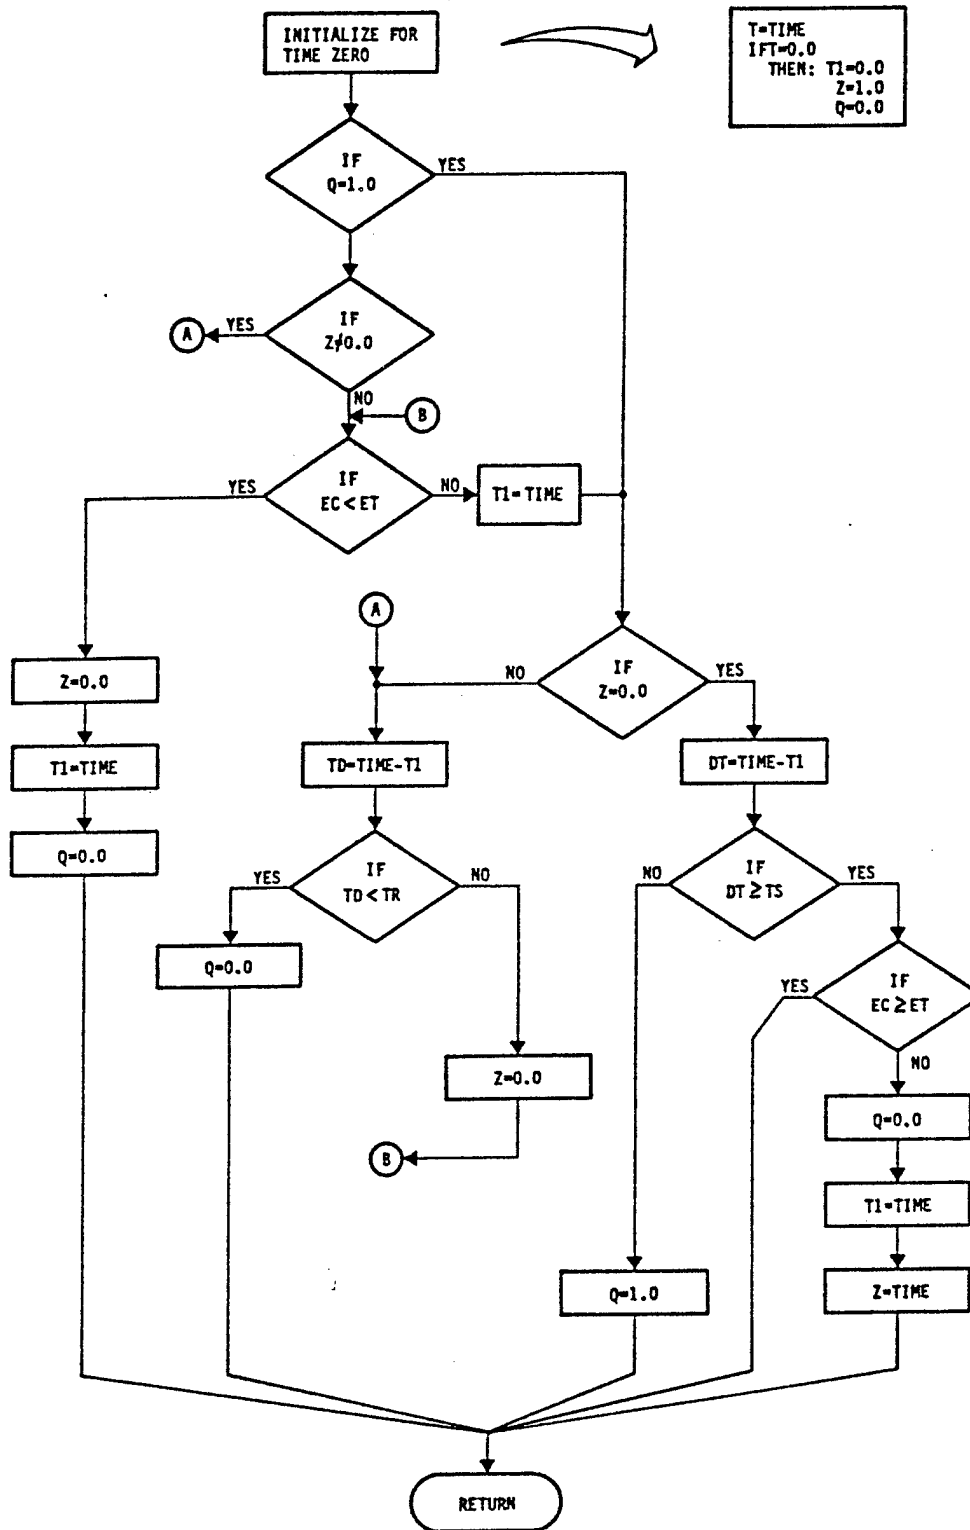 INITIALIZE FOR
TIME ZERO
T=TIME
IFT=0.0
THEN: T1=0.0
Z=1.0
Q=0.0
IF
Q=1.0
YES
IF
Z≠0.0
YES
A
NO
B
IF
EC<ET
YES
NO
T1=TIME
A
IF
Z=0.0
NO
YES
Z=0.0
T1=TIME
Q=0.0
TD=TIME-T1
DT=TIME-T1
IF
TD<TR
YES
NO
IF
DT≥TS
NO
YES
Q=0.0
IF
EC≥ET
YES
NO
Z=0.0
B
Q=0.0
T1=TIME
Z=TIME
Q=1.0
RETURN